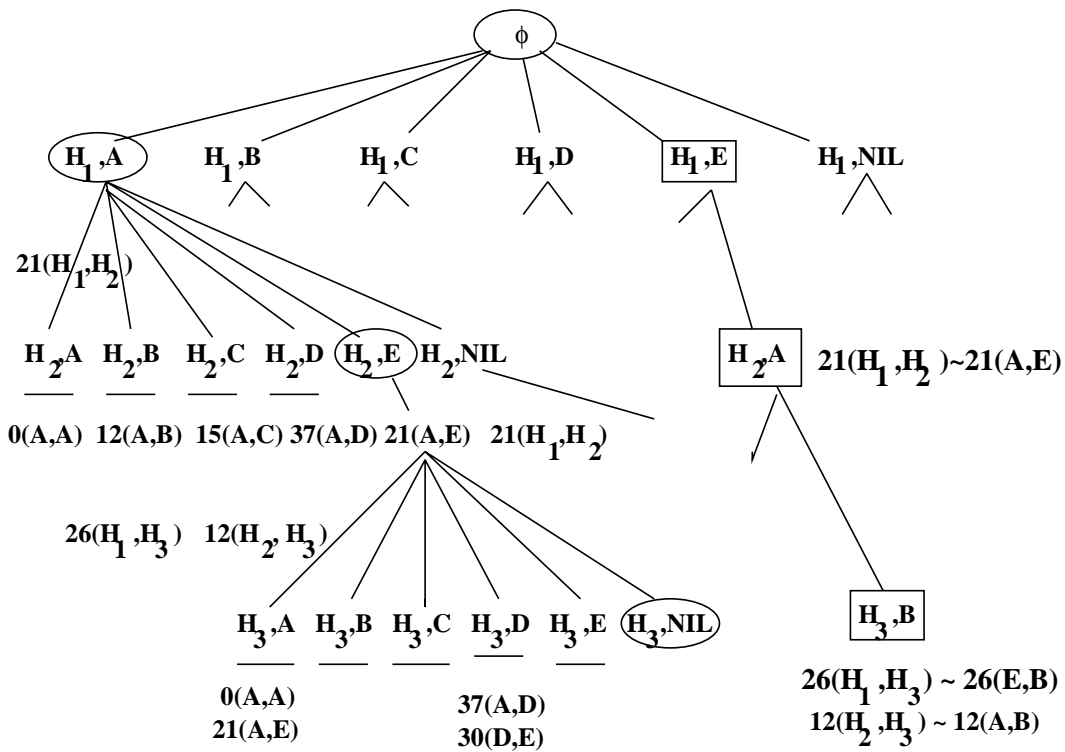 ϕ
H₁,A H₁,B H₁,C H₁,D H₁,E H₁,NIL
21(H₁,H₂)
H₂,A H₂,B H₂,C H₂,D H₂,E H₂,NIL H₂,A 21(H₁,H₂)~21(A,E)
0(A,A) 12(A,B) 15(A,C) 37(A,D) 21(A,E) 21(H₁,H₂)
26(H₁,H₃) 12(H₂,H₃)
H₃,A H₃,B H₃,C H₃,D H₃,E H₃,NIL H₃,B
0(A,A) 37(A,D) 26(H₁,H₃) ~ 26(E,B)
21(A,E) 30(D,E) 12(H₂,H₃) ~ 12(A,B)